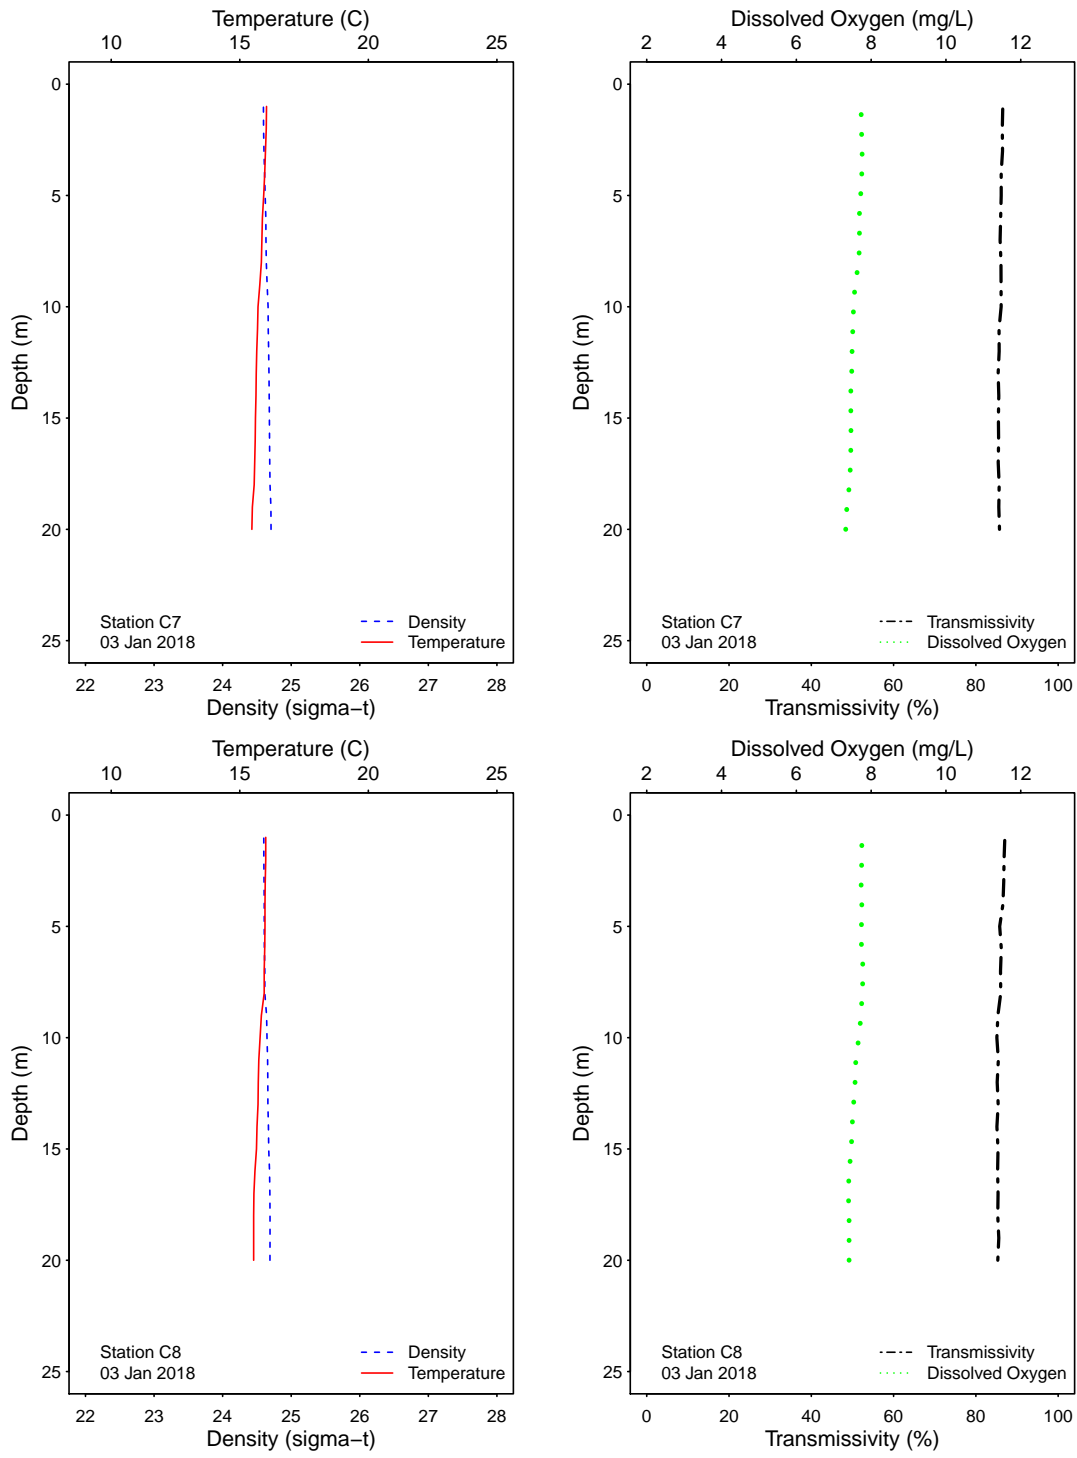 Temperature (C)
10 15 20 25
0
5
10
15
20
25
Depth (m)
Station C7
03 Jan 2018
Density
Temperature
22 23 24 25 26 27 28
Density (sigma−t)
Dissolved Oxygen (mg/L)
2 4 6 8 10 12
0
5
10
15
20
25
Depth (m)
Station C7
03 Jan 2018
Transmissivity
Dissolved Oxygen
0 20 40 60 80 100
Transmissivity (%)
Temperature (C)
10 15 20 25
0
5
10
15
20
25
Depth (m)
Station C8
03 Jan 2018
Density
Temperature
22 23 24 25 26 27 28
Density (sigma−t)
Dissolved Oxygen (mg/L)
2 4 6 8 10 12
0
5
10
15
20
25
Depth (m)
Station C8
03 Jan 2018
Transmissivity
Dissolved Oxygen
0 20 40 60 80 100
Transmissivity (%)